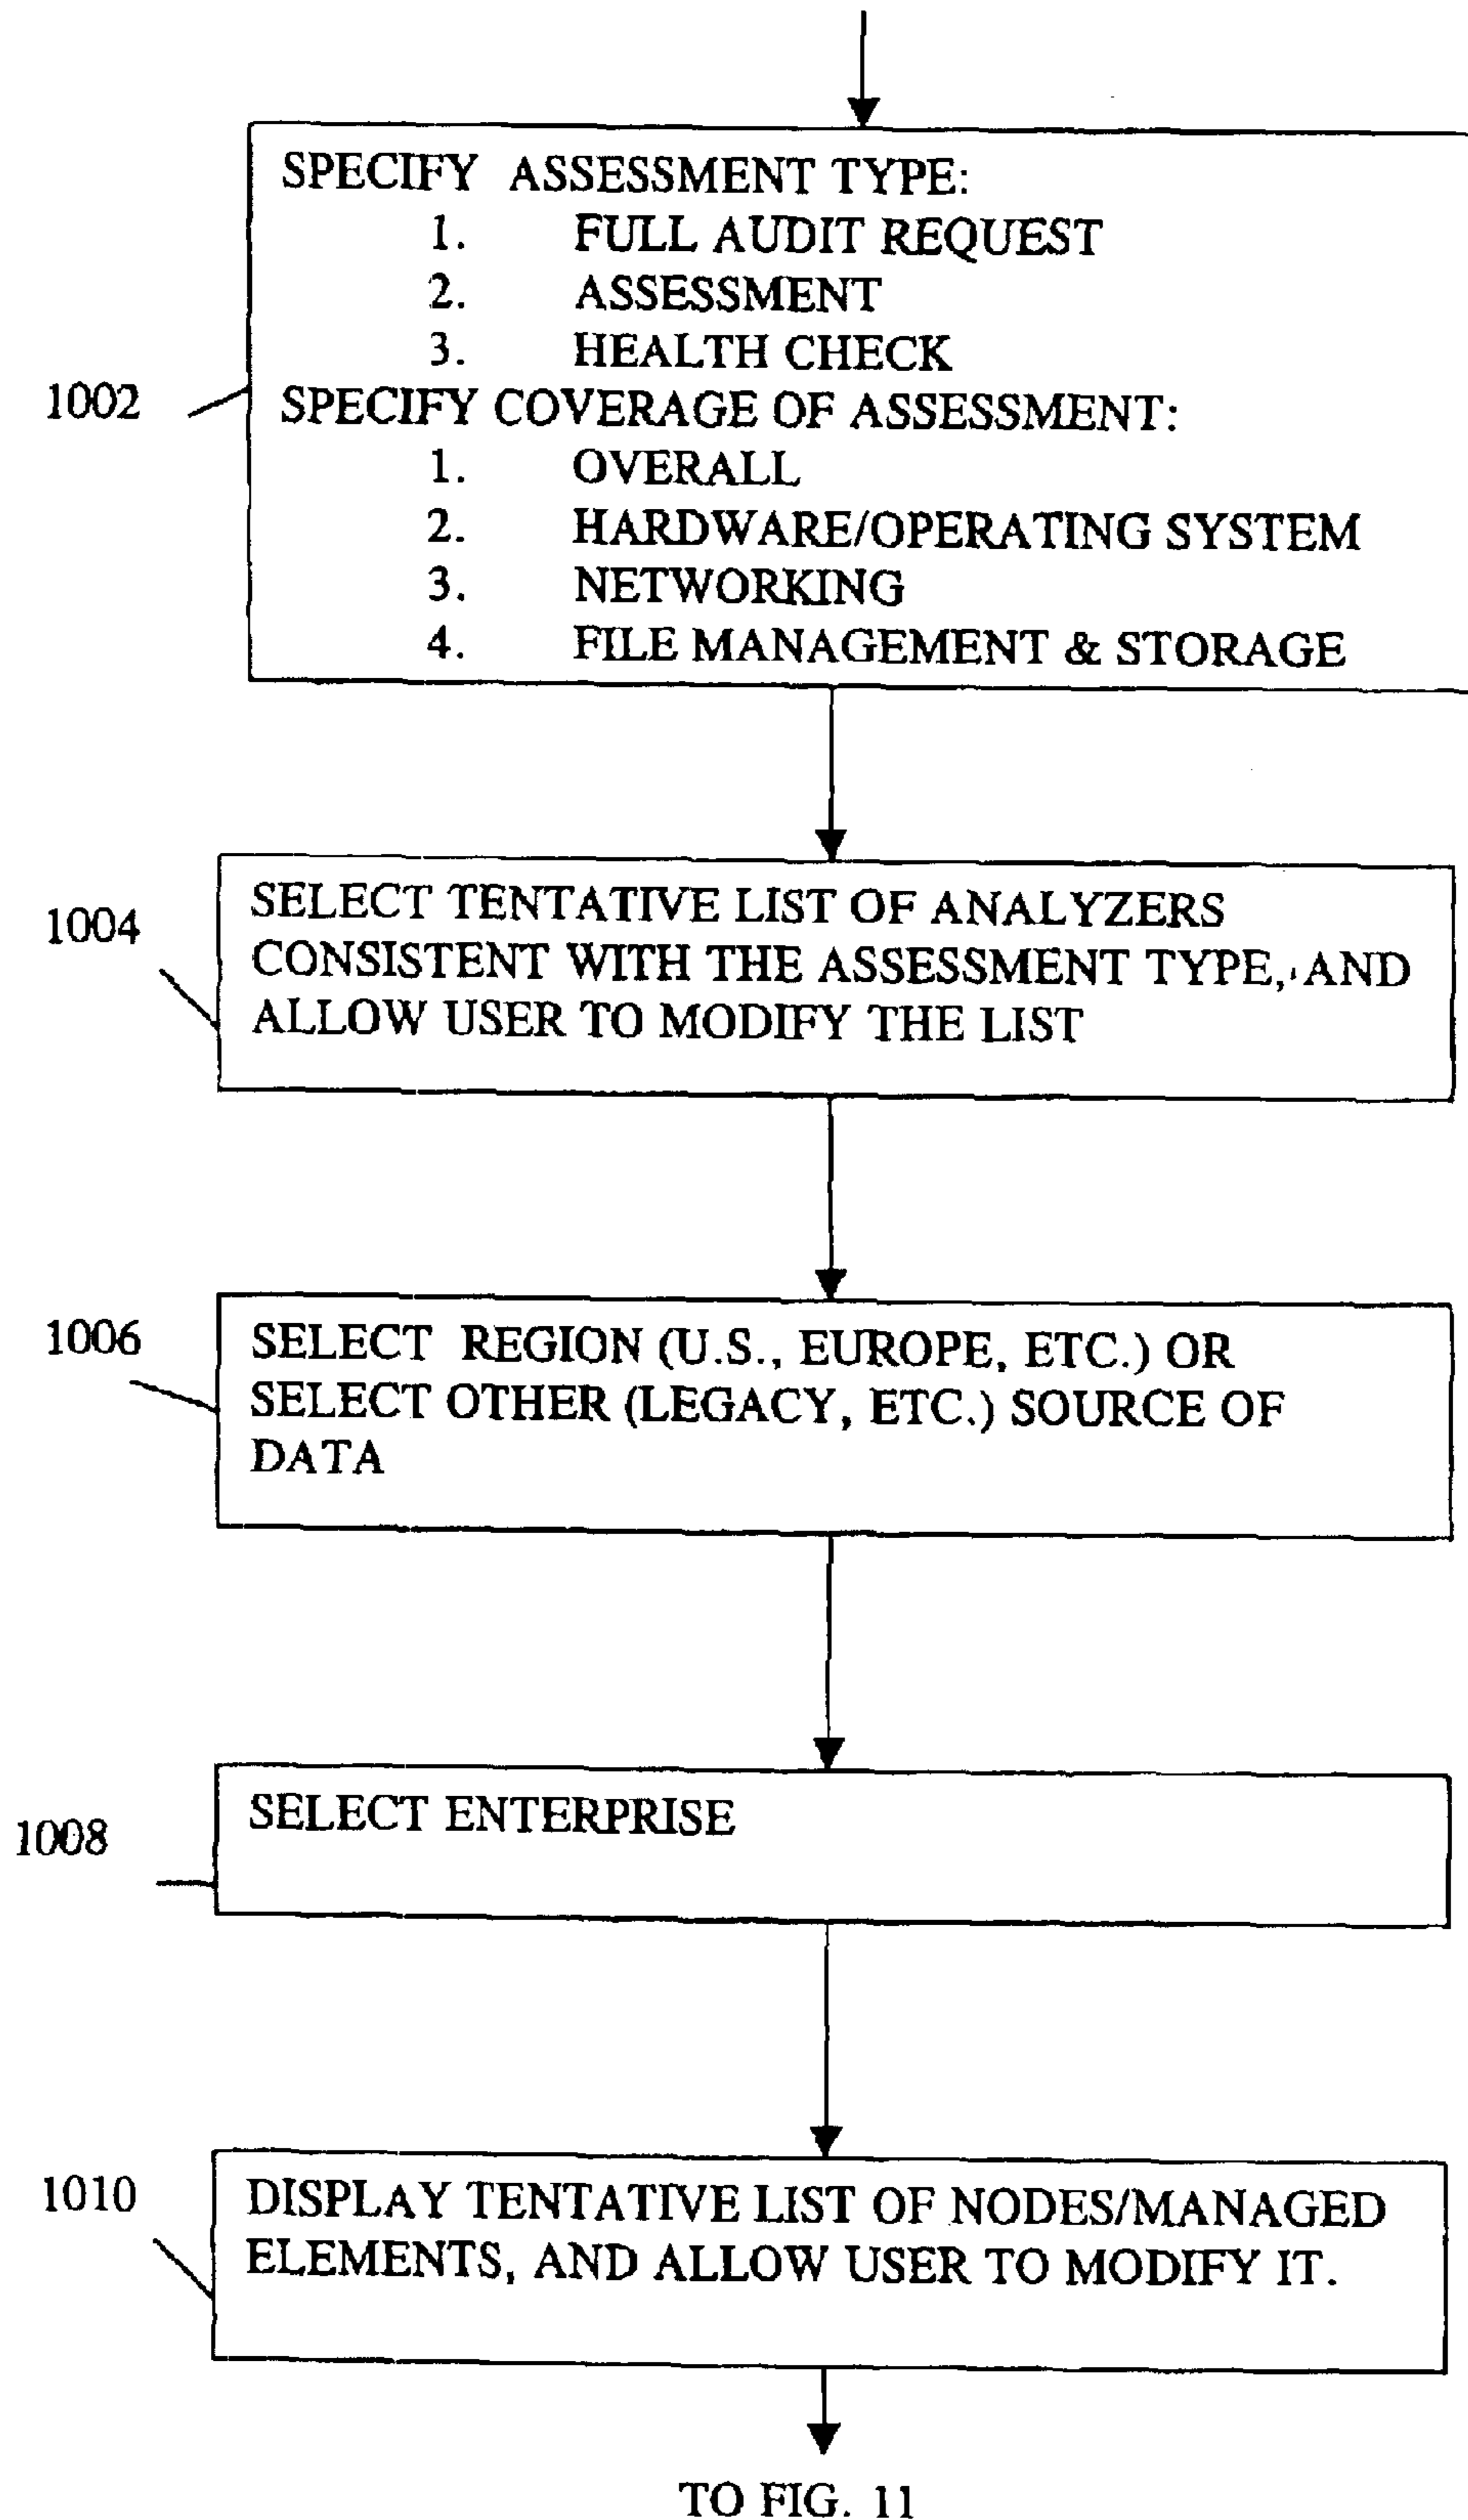 SPECIFY ASSESSMENT TYPE:
1. FULL AUDIT REQUEST
2. ASSESSMENT
3. HEALTH CHECK
1002
SPECIFY COVERAGE OF ASSESSMENT:
1. OVERALL
2. HARDWARE/OPERATING SYSTEM
3. NETWORKING
4. FILE MANAGEMENT & STORAGE
1004
SELECT TENTATIVE LIST OF ANALYZERS
CONSISTENT WITH THE ASSESSMENT TYPE, AND
ALLOW USER TO MODIFY THE LIST
1006
SELECT REGION (U.S., EUROPE, ETC.) OR
SELECT OTHER (LEGACY, ETC.) SOURCE OF
DATA
1008
SELECT ENTERPRISE
1010
DISPLAY TENTATIVE LIST OF NODES/MANAGED
ELEMENTS, AND ALLOW USER TO MODIFY IT.
TO FIG. 11